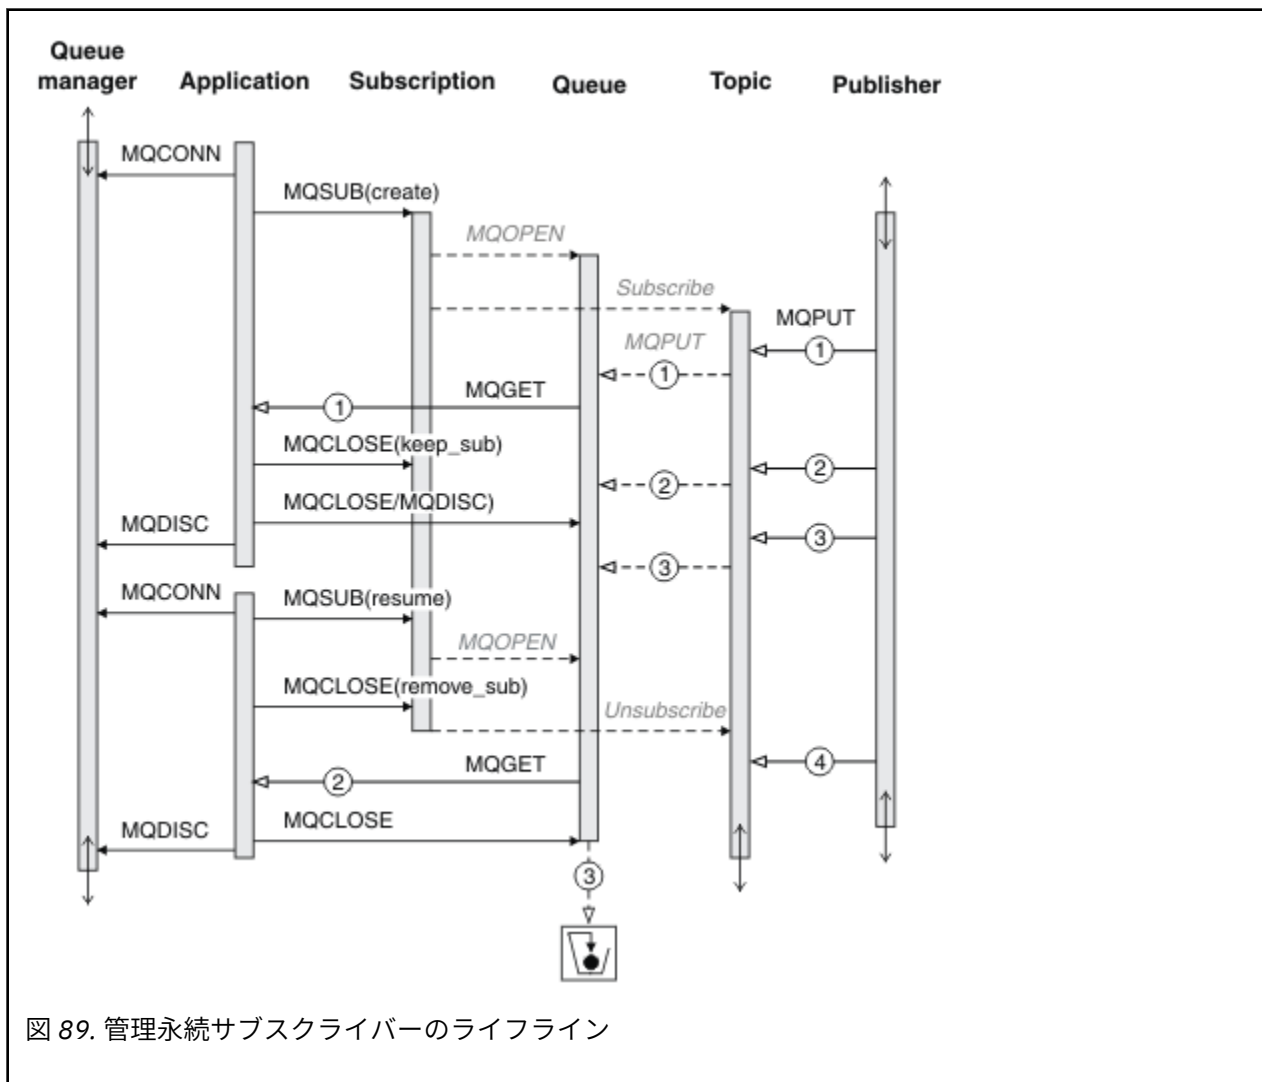 Queue
manager Application Subscription Queue Topic Publisher
MQCONN
MQSUB(create)
MQOPEN
Subscribe
MQPUT
1
MQPUT
1
MQGET
1
MQCLOSE(keep_sub)
2
2
MQCLOSE/MQDISC)
MQDISC
3
3
MQCONN
MQSUB(resume)
MQOPEN
MQCLOSE(remove_sub)
Unsubscribe
4
MQGET
2
MQCLOSE
MQDISC
3
図 89. 管理永続サブスクライバーのライフライン